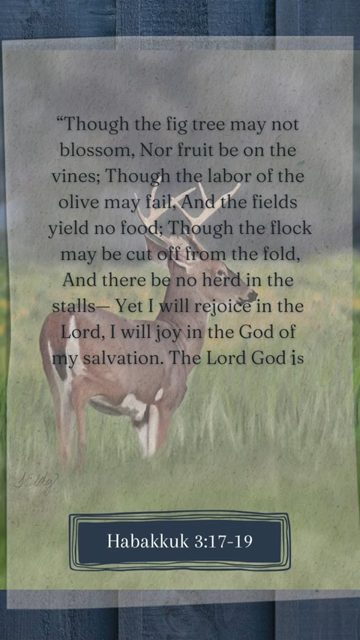 “Though the fig tree may not
blossom, Nor fruit be on the
vines; Though the labor of the
olive may fail, And the fields
yield no food; Though the flock
may be cut off from the fold,
And there be no herd in the
stalls— Yet I will rejoice in the
Lord, I will joy in the God of
my salvation. The Lord God is
Habakkuk 3:17-19